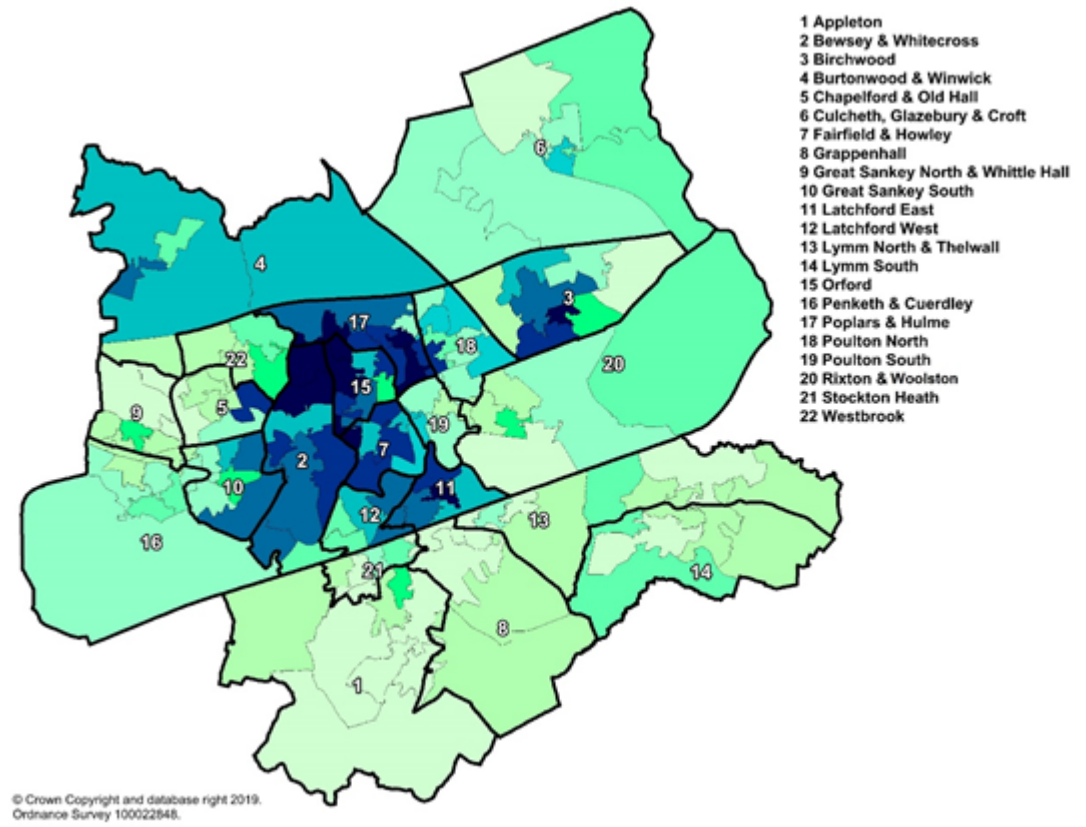 1 Appleton
2 Bewsey & Whitecross
3 Birchwood
4 Burtonwood & Winwick
5 Chapelford & Old Hall
6 Culcheth, Glazebury & Croft
7 Fairfield & Howley
8 Grappenhall
9 Great Sankey North & Whittle Hall
10 Great Sankey South
11 Latchford East
12 Latchford West
13 Lymm North & Thelwall
14 Lymm South
15 Orford
16 Penketh & Cuerdley
17 Poplars & Hulme
18 Poulton North
19 Poulton South
20 Rixton & Woolston
21 Stockton Heath
22 Westbrook
6
4
3
17
18
22
20
15
5
9
19
7
2
10
11
12
13
16
21
14
8
1
© Crown Copyright and database right 2019.
Ordnance Survey 100022848.